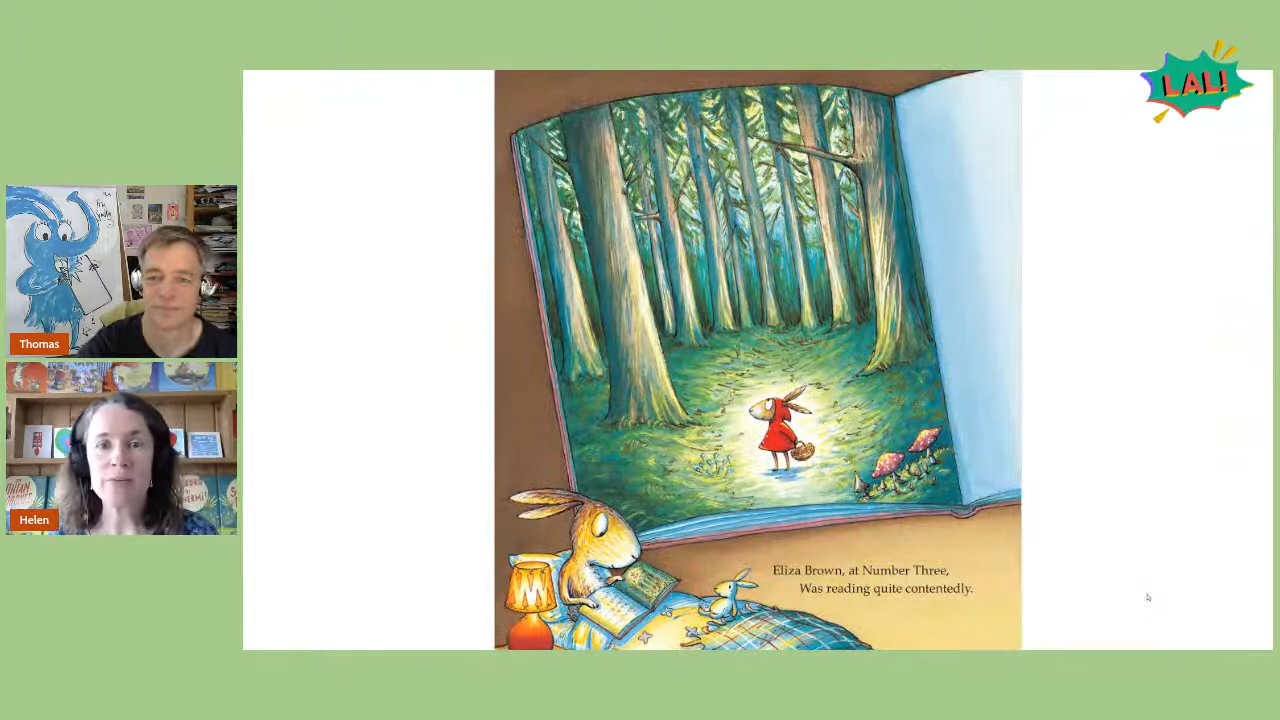 LAL!
Thomas
Helen
Eliza Brown, at Number Three,
Was reading quite contentedly.